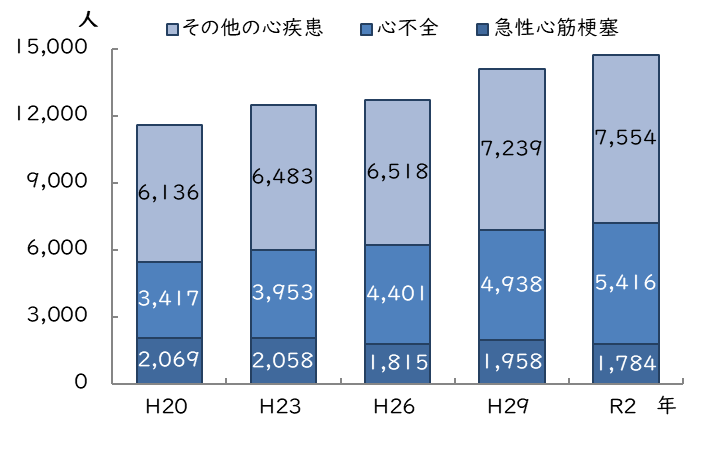 人
その他の心疾患 心不全 急性心筋梗塞
15,000
12,000
9,000
6,000
3,000
0
6,136 6,483 6,518 7,239 7,554
3,417 3,953 4,401 4,938 5,416
2,069 2,058 1,815 1,958 1,784
H20 H23 H26 H29 R2 年